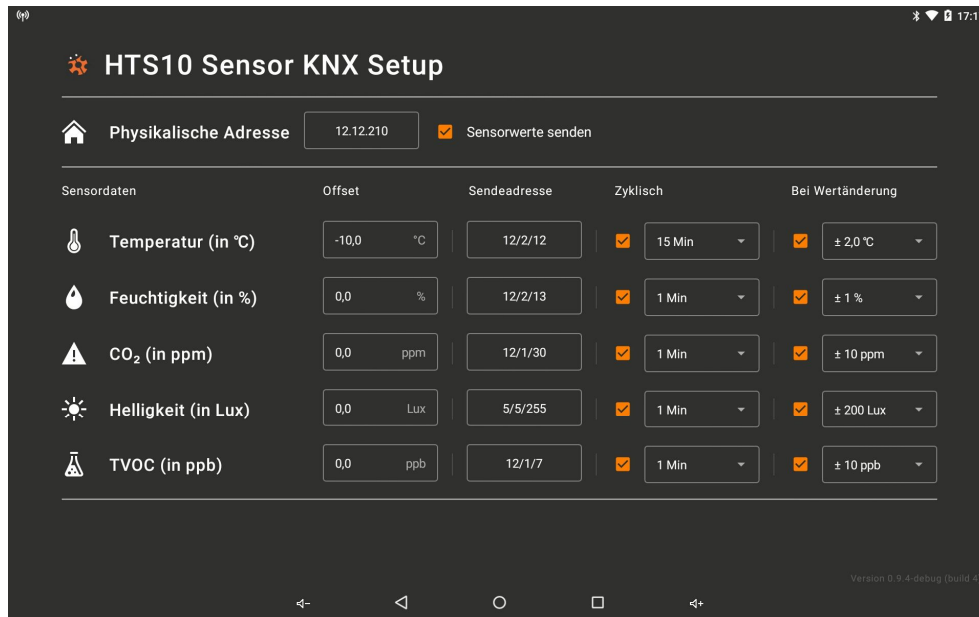 17:1
HTS10 Sensor KNX Setup
Physikalische Adresse 12.12.210 Sensorwerte senden
Sensordaten Offset Sendeadresse Zyklisch Bei Wertänderung
Temperatur (in °C) -10,0 °C 12/2/12 15 Min ± 2,0 °C
Feuchtigkeit (in %) 0,0 % 12/2/13 1 Min ± 1 %
CO₂ (in ppm) 0,0 ppm 12/1/30 1 Min ± 10 ppm
Helligkeit (in Lux) 0,0 Lux 5/5/255 1 Min ± 200 Lux
TVOC (in ppb) 0,0 ppb 12/1/7 1 Min ± 10 ppb
Version 0.9.4-debug (build 4